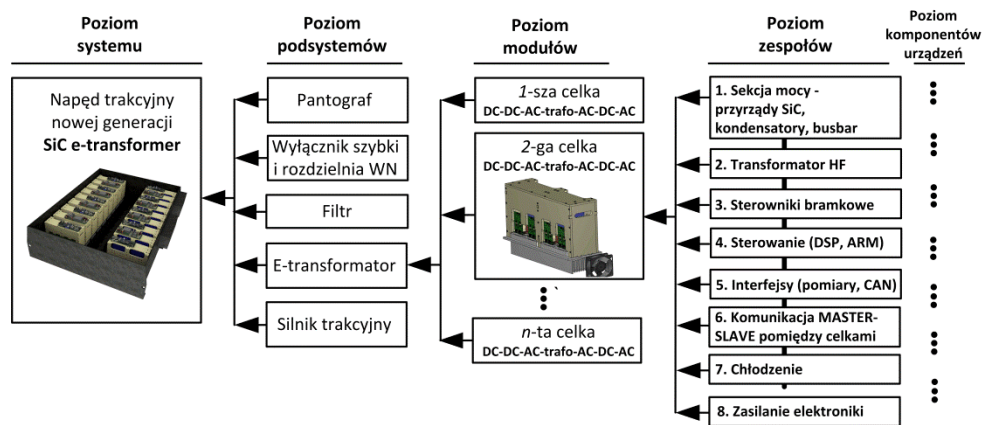 Poziom
systemu
Poziom
podsystemów
Poziom
modułów
Poziom
zespołów
Poziom
komponentów
urządzeń
Napęd trakcyjny
nowej generacji
SiC e-transformer
Pantograf
Wyłącznik szybki
i rozdzielnia WN
Filtr
E-transformator
Silnik trakcyjny
1-sza celka
DC-DC-AC-trafo-AC-DC-AC
2-ga celka
DC-DC-AC-trafo-AC-DC-AC
n-ta celka
DC-DC-AC-trafo-AC-DC-AC
1. Sekcja mocy -
przyrządy SiC,
kondensatory, busbar
2. Transformator HF
3. Sterowniki bramkowe
4. Sterowanie (DSP, ARM)
5. Interfejsy (pomiary, CAN)
6. Komunikacja MASTER-
SLAVE pomiędzy celkami
7. Chłodzenie
8. Zasilanie elektroniki